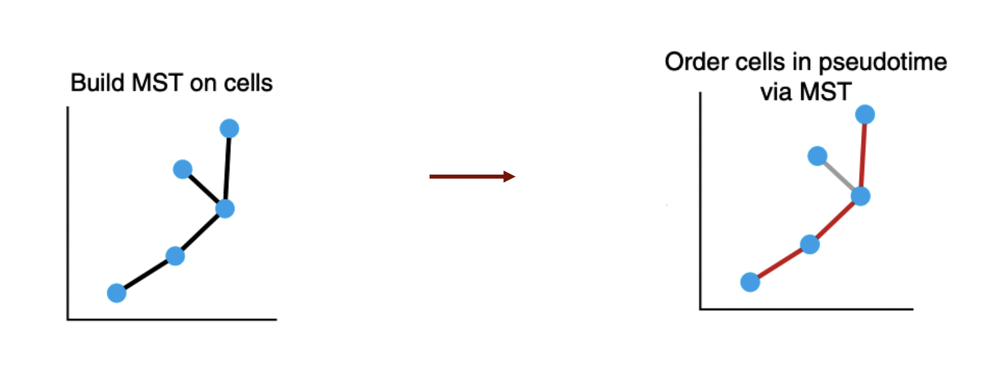 Build MST on cells
Order cells in pseudotime
via MST